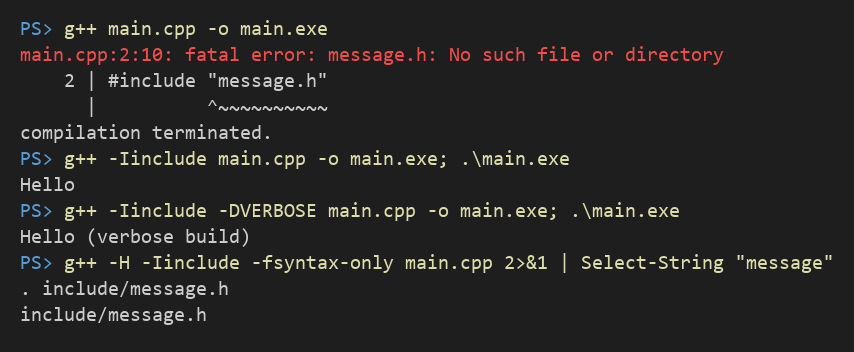 PS> g++ main.cpp -o main.exe
main.cpp:2:10: fatal error: message.h: No such file or directory
    2 | #include "message.h"
      |          ^~~~~~~~~~~
compilation terminated.
PS> g++ -Iinclude main.cpp -o main.exe; .\main.exe
Hello
PS> g++ -Iinclude -DVERBOSE main.cpp -o main.exe; .\main.exe
Hello (verbose build)
PS> g++ -H -Iinclude -fsyntax-only main.cpp 2>&1 | Select-String "message"
. include/message.h
include/message.h